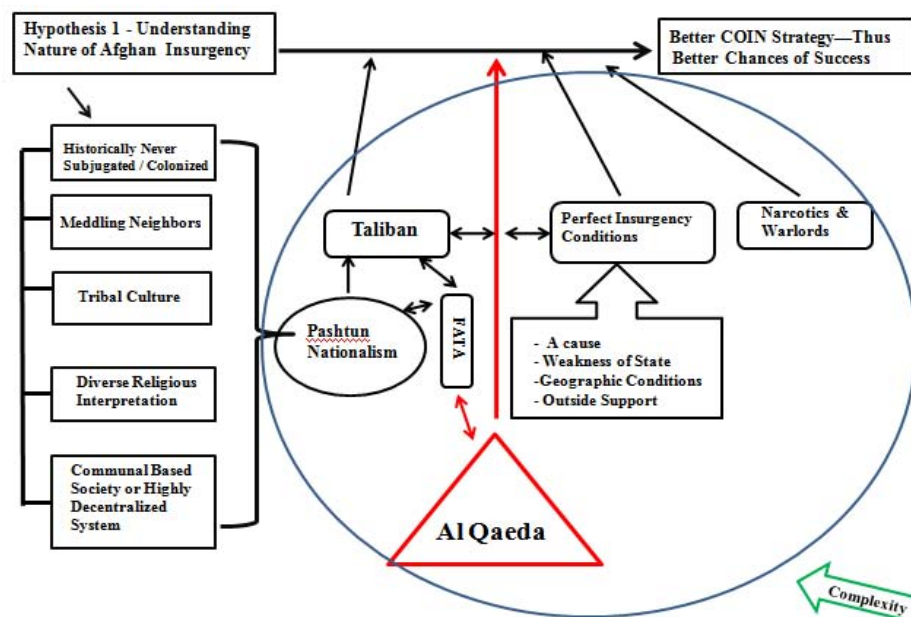 Hypothesis 1 - Understanding
Nature of Afghan Insurgency
Better COIN Strategy—Thus
Better Chances of Success
Historically Never
Subjugated / Colonized
Meddling Neighbors
Tribal Culture
Diverse Religious
Interpretation
Communal Based
Society or Highly
Decentralized
System
Taliban
Pashtun
Nationalism
FATA
Perfect Insurgency
Conditions
Narcotics &
Warlords
- A cause
- Weakness of State
-Geographic Conditions
- Outside Support
Al Qaeda
Complexity